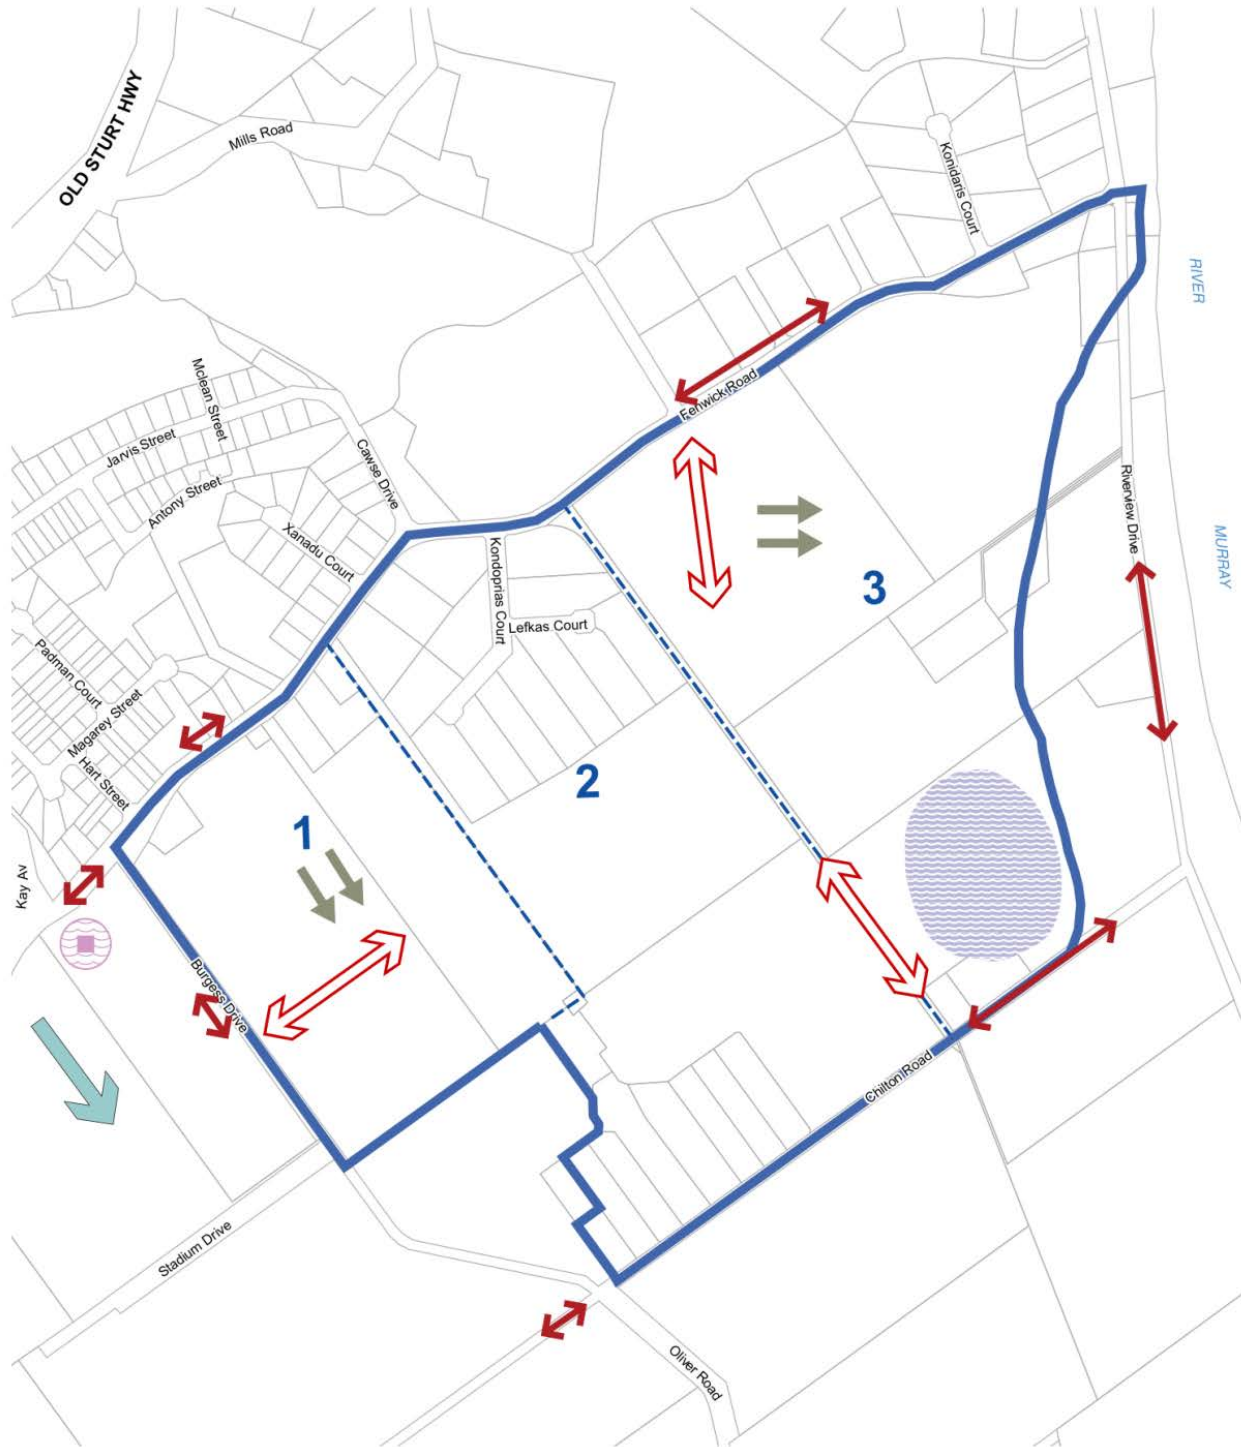 OLD STURT HWY
Mills Road
Konidaris Court
RIVER
Mclean Street
Jarvis Street
Antony Street
Cawse Drive
Fenwick Road
Xanadu Court
Riverview Drive
MURRAY
Kondoprias Court
Lefkas Court
3
Padman Court
Magarey Street
Hart Street
2
1
Kay Av
Burgess Drive
Chilton Road
Stadium Drive
Oliver Road